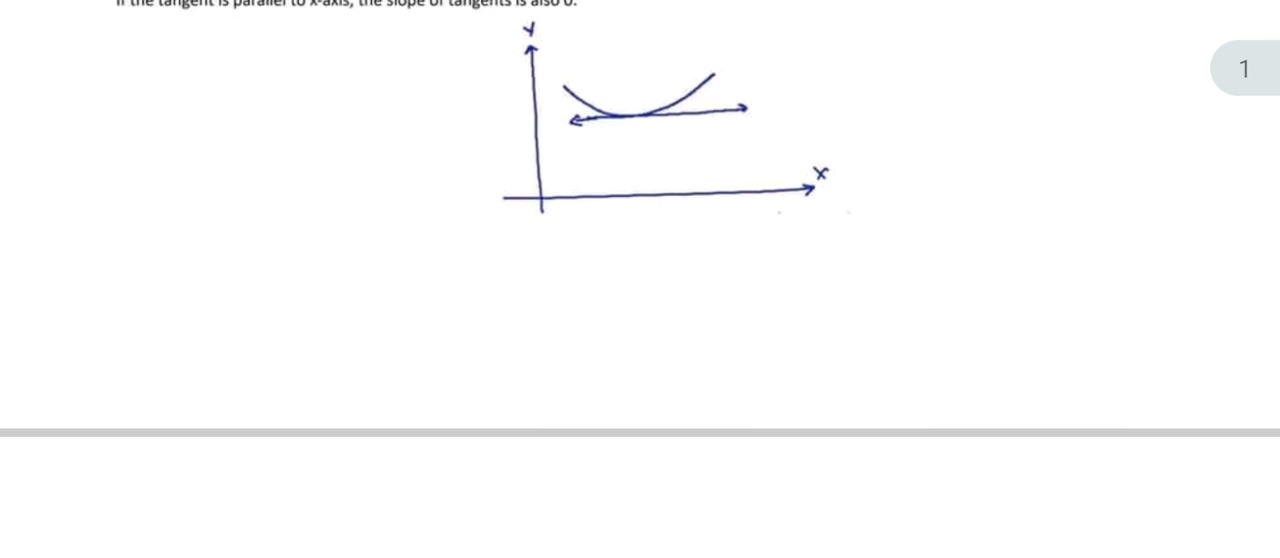 If the tangent is parallel to x-axis, the slope of tangents is also 0.
Y
1
X